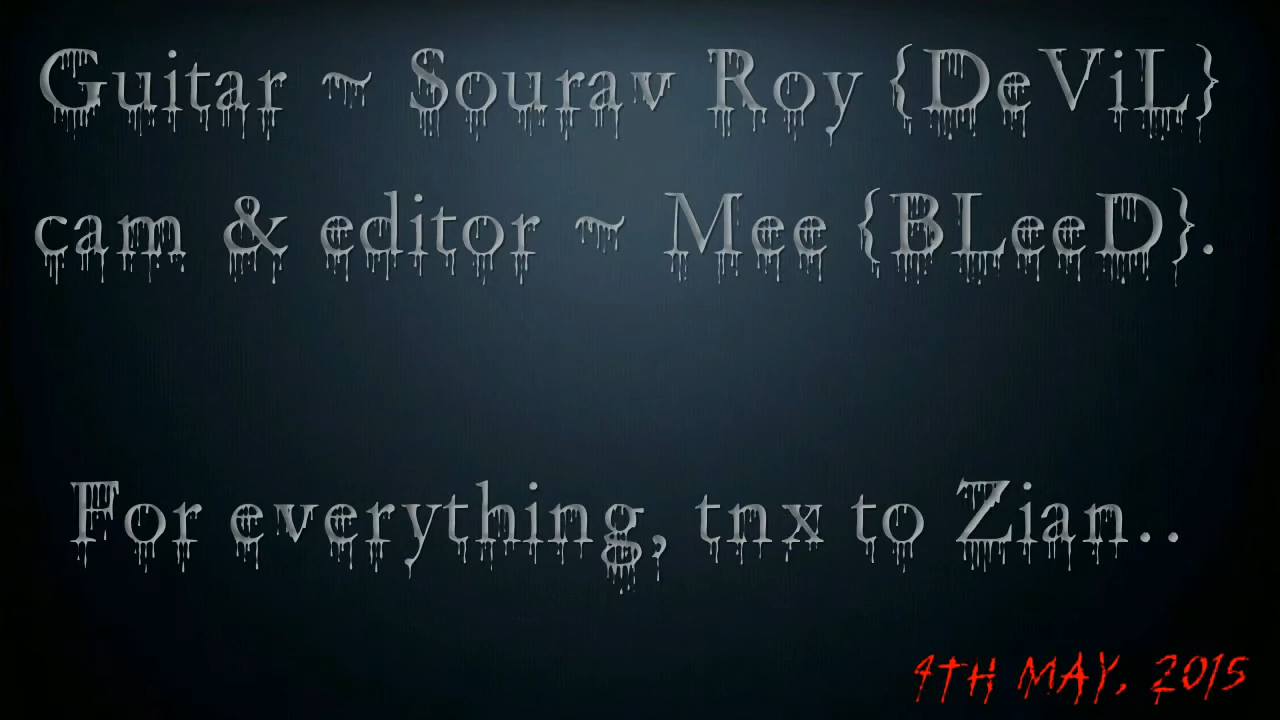 Guitar ~ Sourav Roy {DeViL}
cam & editor ~ Mee {BLeeD}.
For everything, tnx to Zian..
4TH MAY, 2015